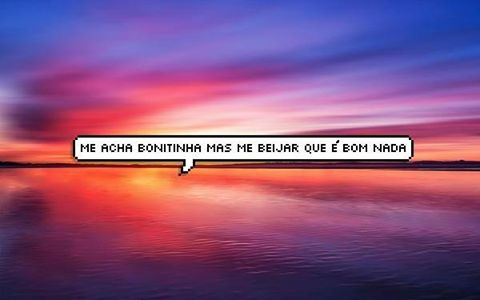 ME ACHA BONITINHA MAS ME BEIJAR QUE É BOM NADA